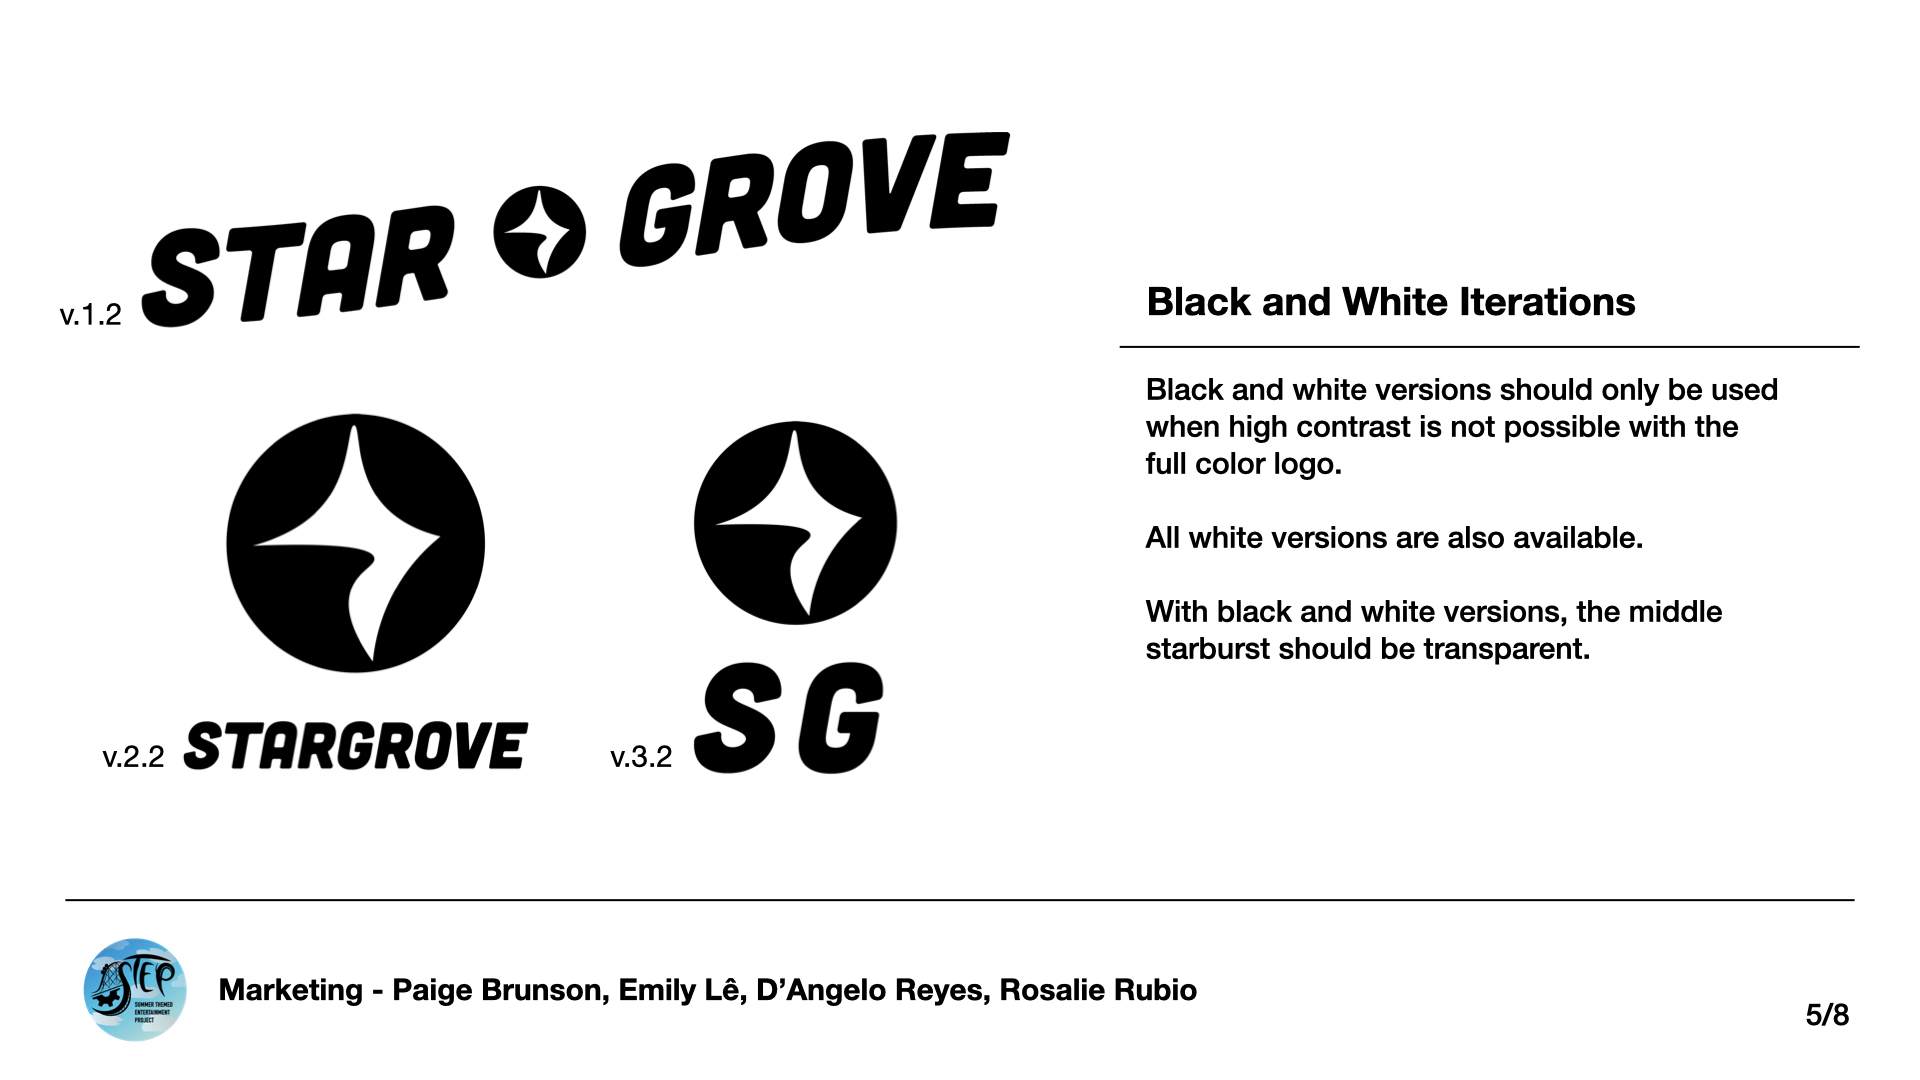 STAR GROVE
v.1.2
STARGROVE
v.2.2
SG
v.3.2
Black and White Iterations
Black and white versions should only be used
when high contrast is not possible with the
full color logo.
All white versions are also available.
With black and white versions, the middle
starburst should be transparent.
STEP
SUMMER THEMED
ENTERTAINMENT
PROJECT
Marketing - Paige Brunson, Emily Lê, D’Angelo Reyes, Rosalie Rubio
5/8